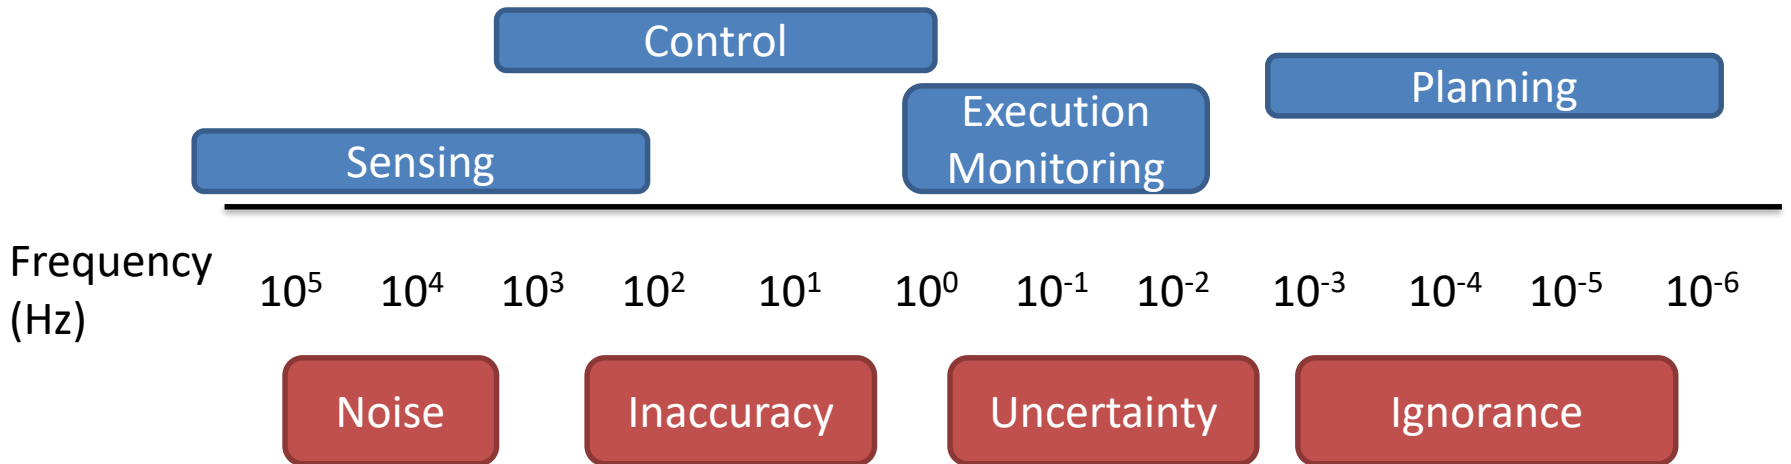 Control
Planning
Execution
Monitoring
Sensing
Frequency
(Hz)
10⁵ 10⁴ 10³ 10² 10¹ 10⁰ 10⁻¹ 10⁻² 10⁻³ 10⁻⁴ 10⁻⁵ 10⁻⁶
Noise Inaccuracy Uncertainty Ignorance